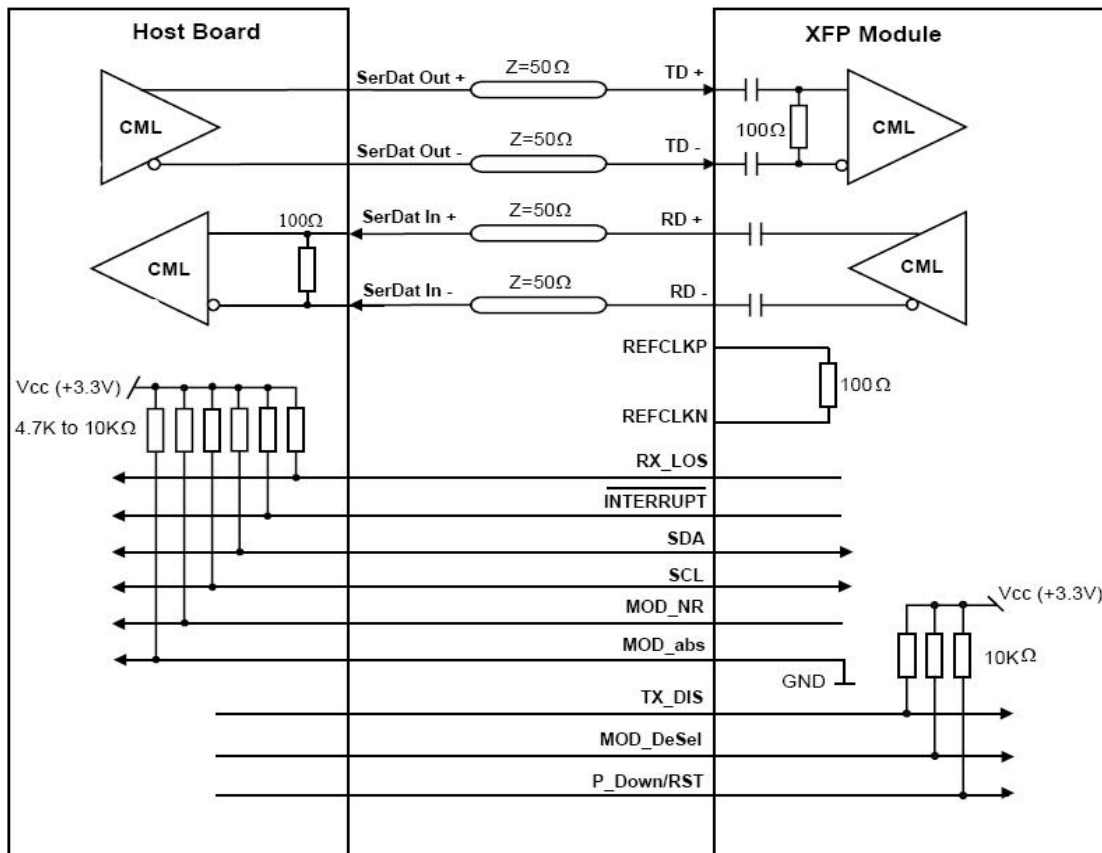 Host Board
XFP Module
SerDat Out +
Z=50Ω
TD +
CML
CML
100Ω
SerDat Out -
Z=50Ω
TD -
100Ω
SerDat In +
Z=50Ω
RD +
CML
CML
SerDat In -
Z=50Ω
RD -
REFCLKP
Vcc (+3.3V)
100Ω
4.7K to 10KΩ
REFCLKN
RX_LOS
INTERRUPT
SDA
SCL
Vcc (+3.3V)
MOD_NR
MOD_abs
10KΩ
GND
TX_DIS
MOD_DeSel
P_Down/RST